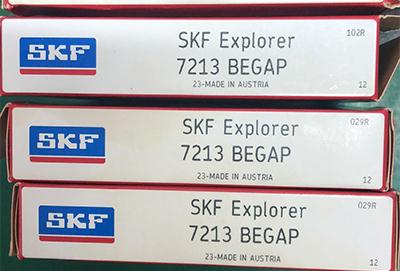 SKF
SKF Explorer
102R
7213 BEGAP
23-MADE IN AUSTRIA
12
SKF
SKF Explorer
029R
7213 BEGAP
23-MADE IN AUSTRIA
12
SKF
SKF Explorer
029R
7213 BEGAP
23-MADE IN AUSTRIA
12